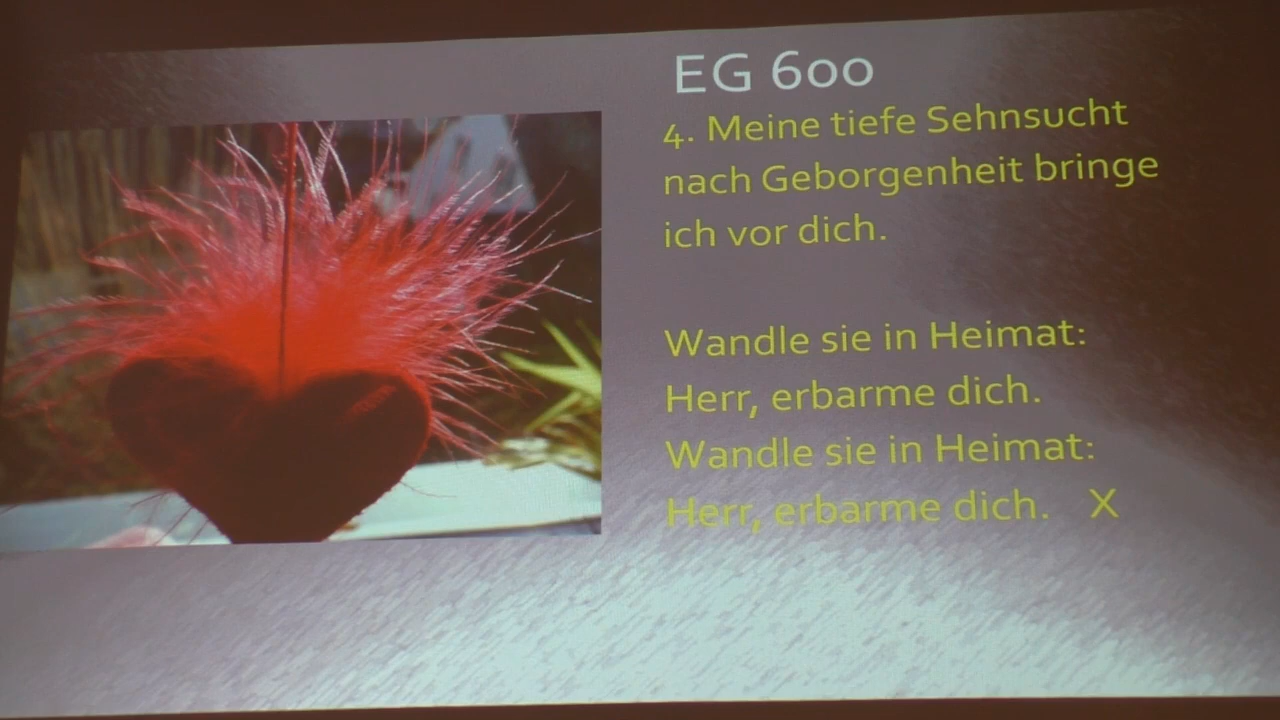 EG 600
4. Meine tiefe Sehnsucht
nach Geborgenheit bringe
ich vor dich.
Wandle sie in Heimat:
Herr, erbarme dich.
Wandle sie in Heimat:
Herr, erbarme dich. X